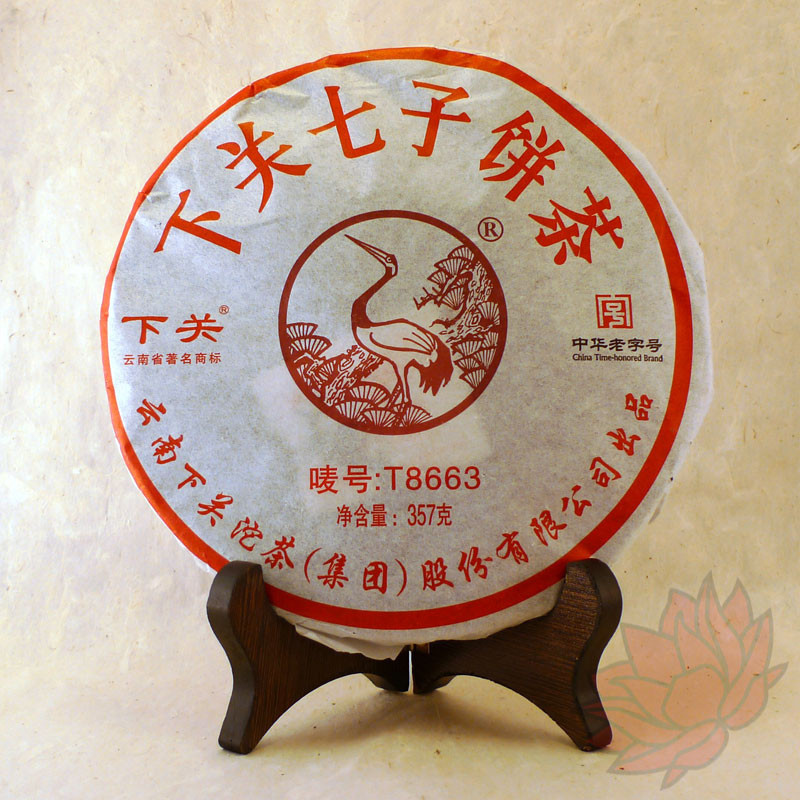 下关七子饼茶
®
下关®
云南省著名商标
字号
中华老字号
China Time-honored Brand
唛号:T8663
净含量：357克
云南下关沱茶(集团)股份有限公司出品